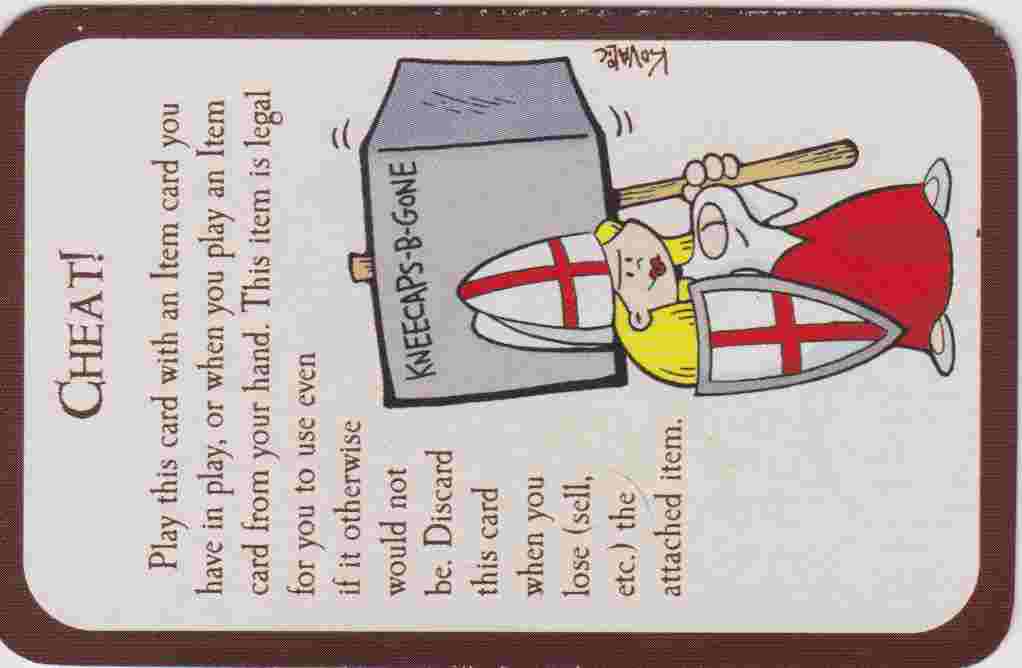 CHEAT!
Play this card with an Item card you
have in play, or when you play an Item
card from your hand. This item is legal
for you to use even
if it otherwise
would not
be. Discard
this card
when you
lose (sell,
etc.) the
attached item.
KNEECAPS-B-GONE
KOVALIC